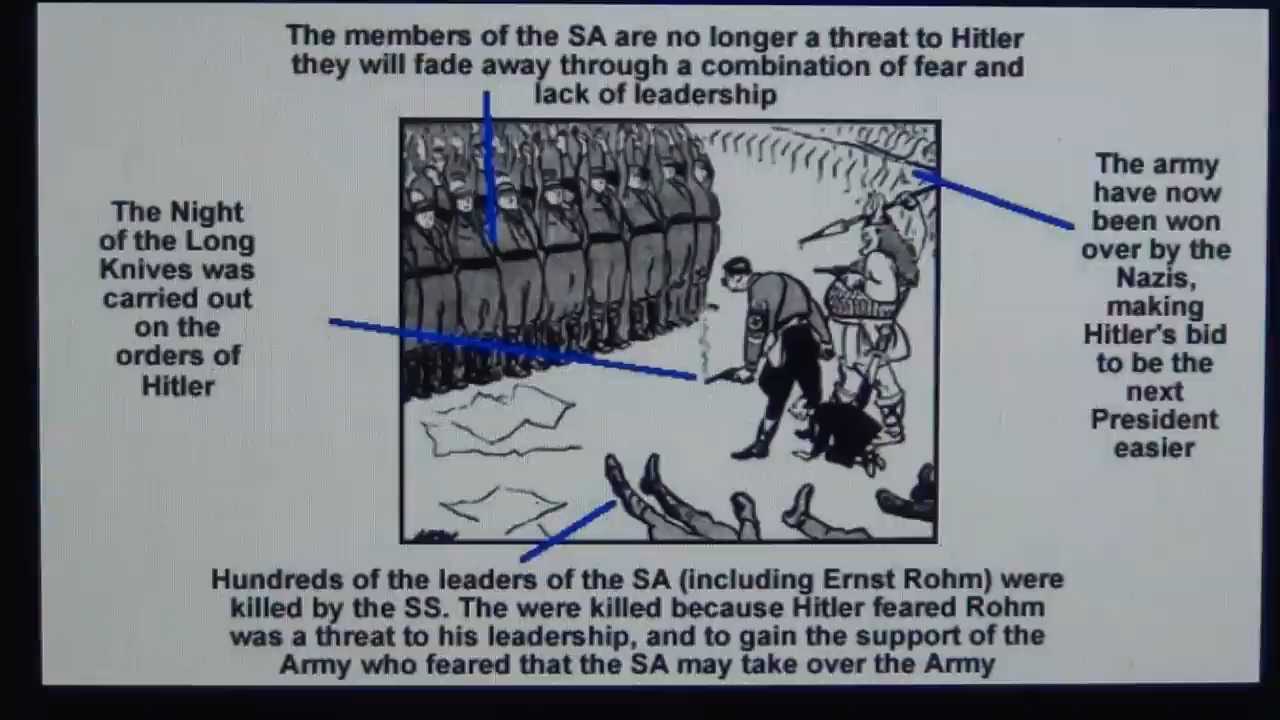 The members of the SA are no longer a threat to Hitler
they will fade away through a combination of fear and
lack of leadership
The Night
of the Long
Knives was
carried out
on the
orders of
Hitler
The army
have now
been won
over by the
Nazis,
making
Hitler's bid
to be the
next
President
easier
Hundreds of the leaders of the SA (including Ernst Rohm) were
killed by the SS. The were killed because Hitler feared Rohm
was a threat to his leadership, and to gain the support of the
Army who feared that the SA may take over the Army